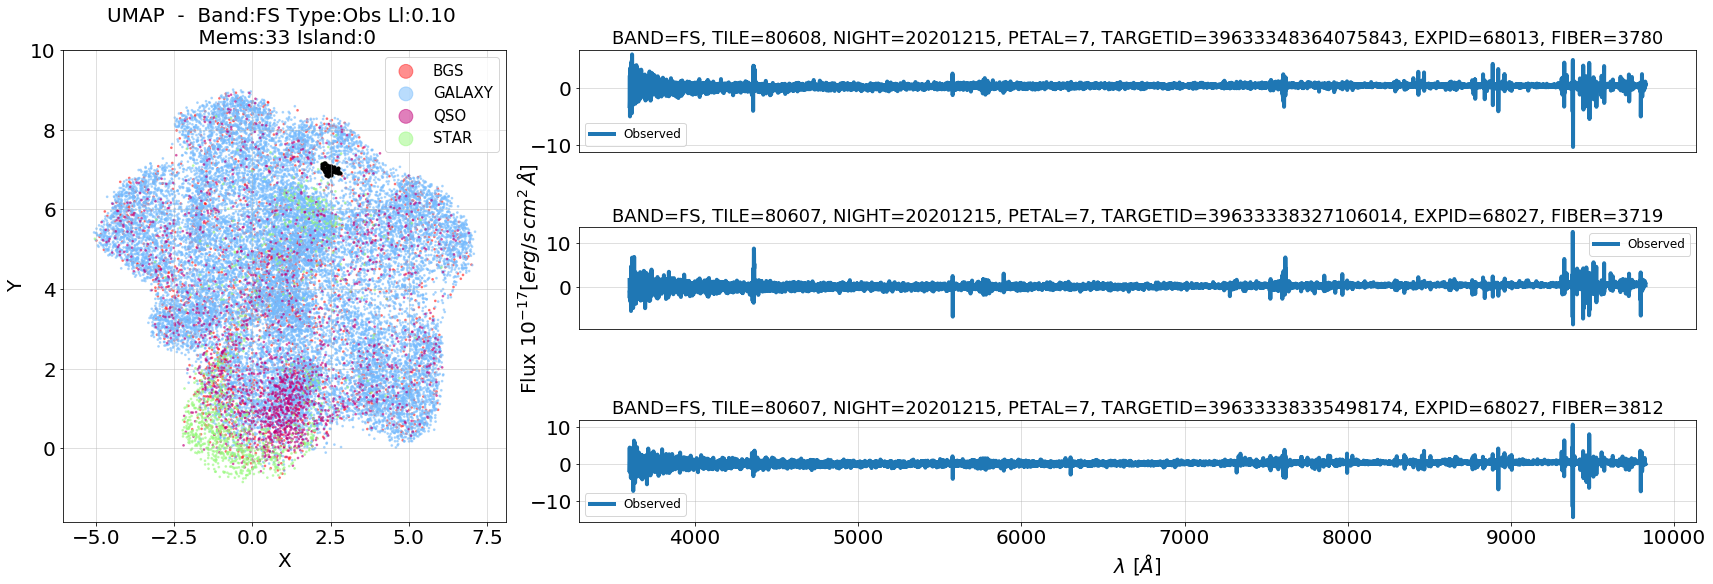 UMAP - Band:FS Type:Obs Ll:0.10
Mems:33 Island:0
10
8
6
4
2
0
Y
−5.0 −2.5 0.0 2.5 5.0 7.5
X
BGS
GALAXY
QSO
STAR
BAND=FS, TILE=80608, NIGHT=20201215, PETAL=7, TARGETID=39633348364075843, EXPID=68013, FIBER=3780
0
−10
Observed
Flux 10⁻¹⁷[erg/s cm² Å]
BAND=FS, TILE=80607, NIGHT=20201215, PETAL=7, TARGETID=39633338327106014, EXPID=68027, FIBER=3719
10
0
Observed
BAND=FS, TILE=80607, NIGHT=20201215, PETAL=7, TARGETID=39633338335498174, EXPID=68027, FIBER=3812
10
0
−10
Observed
4000 5000 6000 7000 8000 9000 10000
λ [Å]